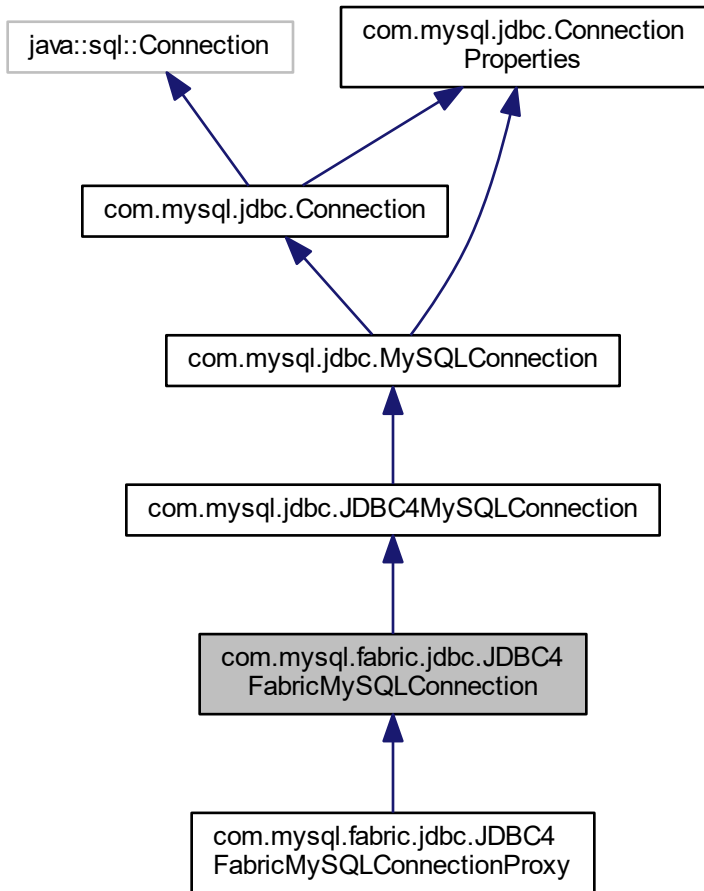 java::sql::Connection
com.mysql.jdbc.Connection
Properties
com.mysql.jdbc.Connection
com.mysql.jdbc.MySQLConnection
com.mysql.jdbc.JDBC4MySQLConnection
com.mysql.fabric.jdbc.JDBC4
FabricMySQLConnection
com.mysql.fabric.jdbc.JDBC4
FabricMySQLConnectionProxy